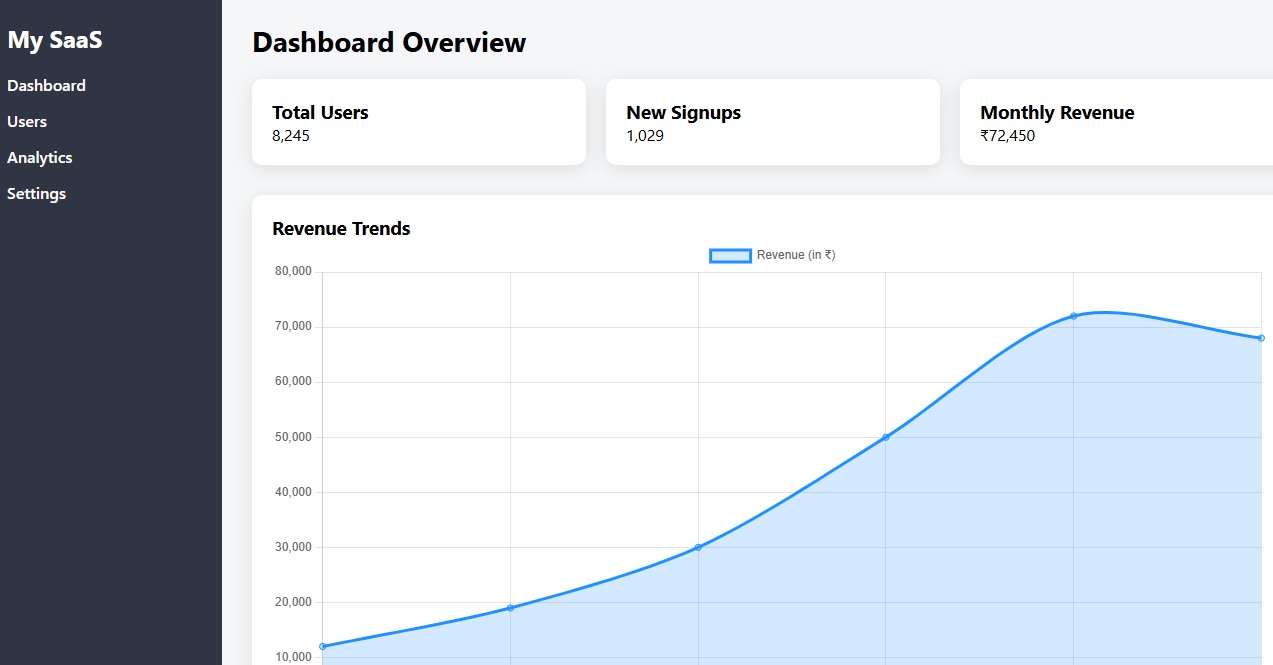 My SaaS
Dashboard
Users
Analytics
Settings
Dashboard Overview
Total Users
8,245
New Signups
1,029
Monthly Revenue
₹72,450
Revenue Trends
Revenue (in ₹)
80,000
70,000
60,000
50,000
40,000
30,000
20,000
10,000